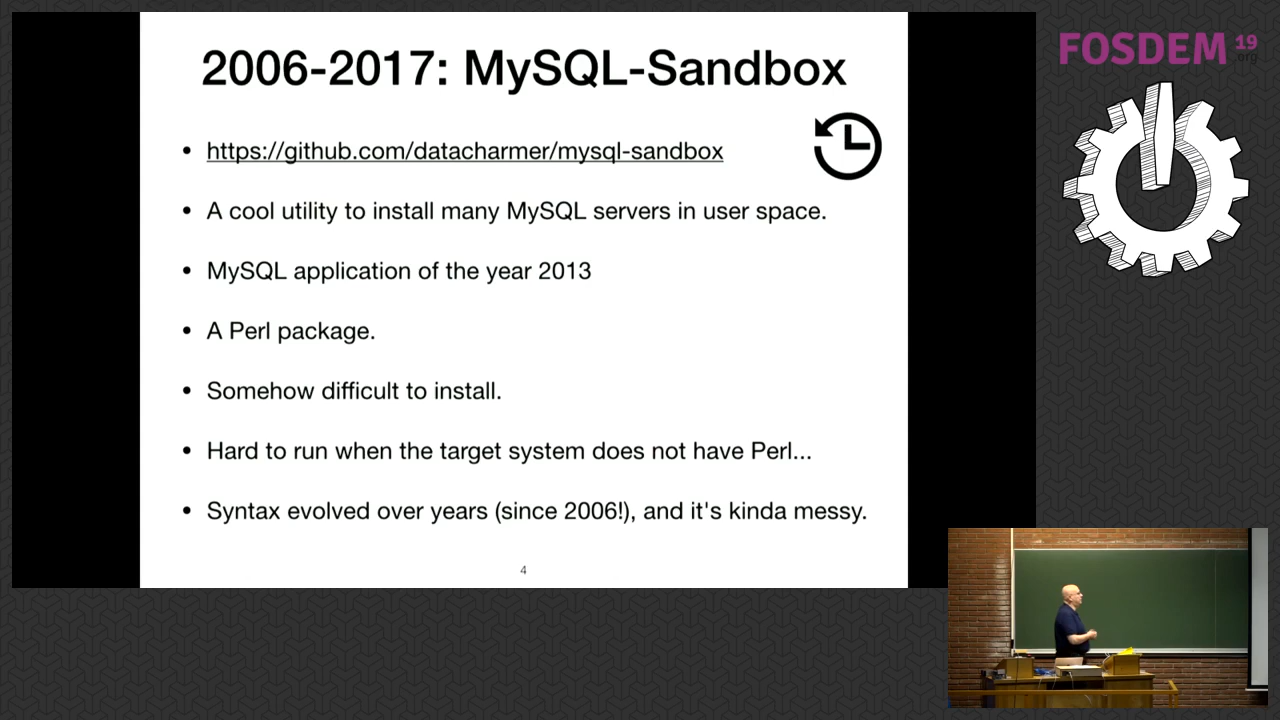 2006-2017: MySQL-Sandbox
• https://github.com/datacharmer/mysql-sandbox
• A cool utility to install many MySQL servers in user space.
• MySQL application of the year 2013
• A Perl package.
• Somehow difficult to install.
• Hard to run when the target system does not have Perl...
• Syntax evolved over years (since 2006!), and it's kinda messy.
4
FOSDEM 19
.org